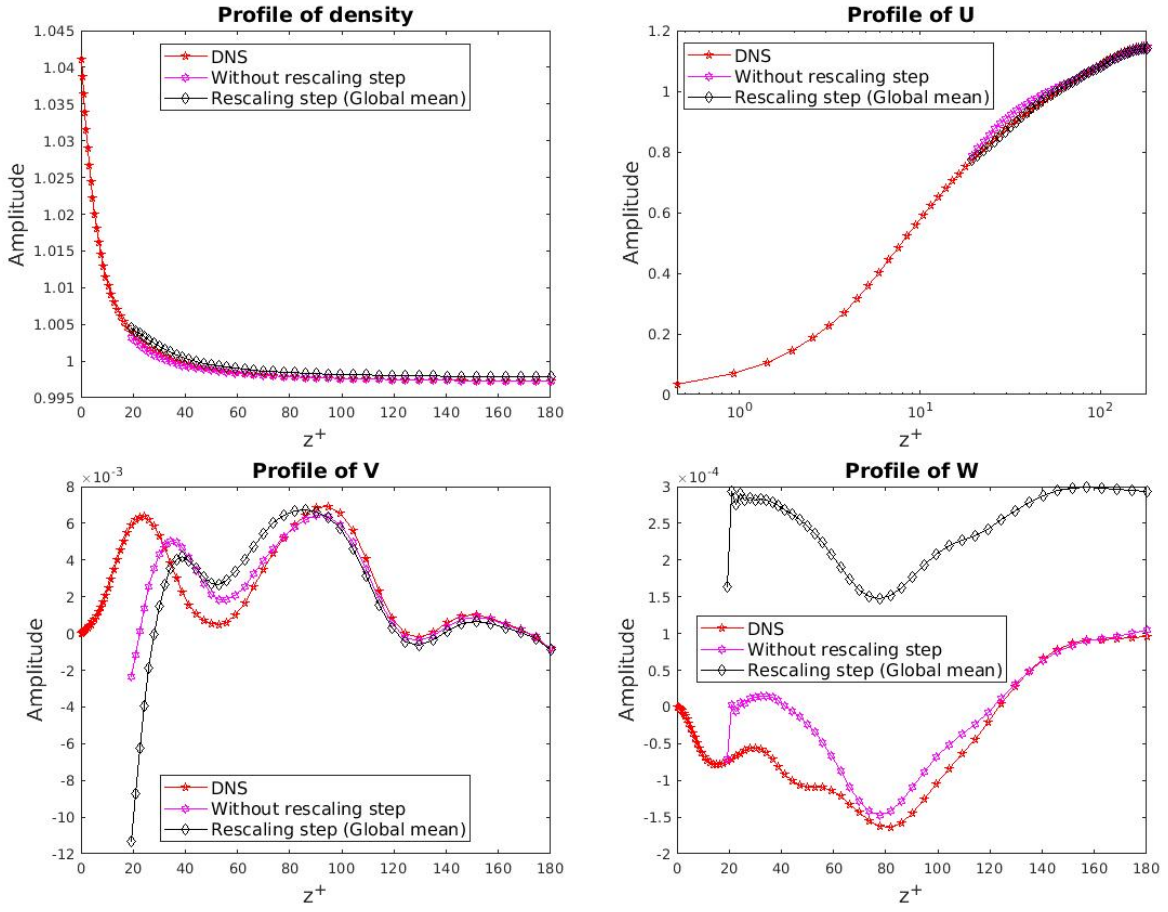 Profile of density
1.045
1.04
1.035
1.03
1.025
1.02
1.015
1.01
1.005
1
0.995
Amplitude
DNS
Without rescaling step
Rescaling step (Global mean)
0 20 40 60 80 100 120 140 160 180
z⁺
Profile of U
1.2
1
0.8
0.6
0.4
0.2
0
Amplitude
DNS
Without rescaling step
Rescaling step (Global mean)
10⁰ 10¹ 10²
z⁺
Profile of V
×10⁻³
8
6
4
2
0
-2
-4
-6
-8
-10
-12
Amplitude
DNS
Without rescaling step
Rescaling step (Global mean)
0 20 40 60 80 100 120 140 160 180
z⁺
Profile of W
×10⁻⁴
3
2.5
2
1.5
1
0.5
0
-0.5
-1
-1.5
-2
Amplitude
DNS
Without rescaling step
Rescaling step (Global mean)
0 20 40 60 80 100 120 140 160 180
z⁺